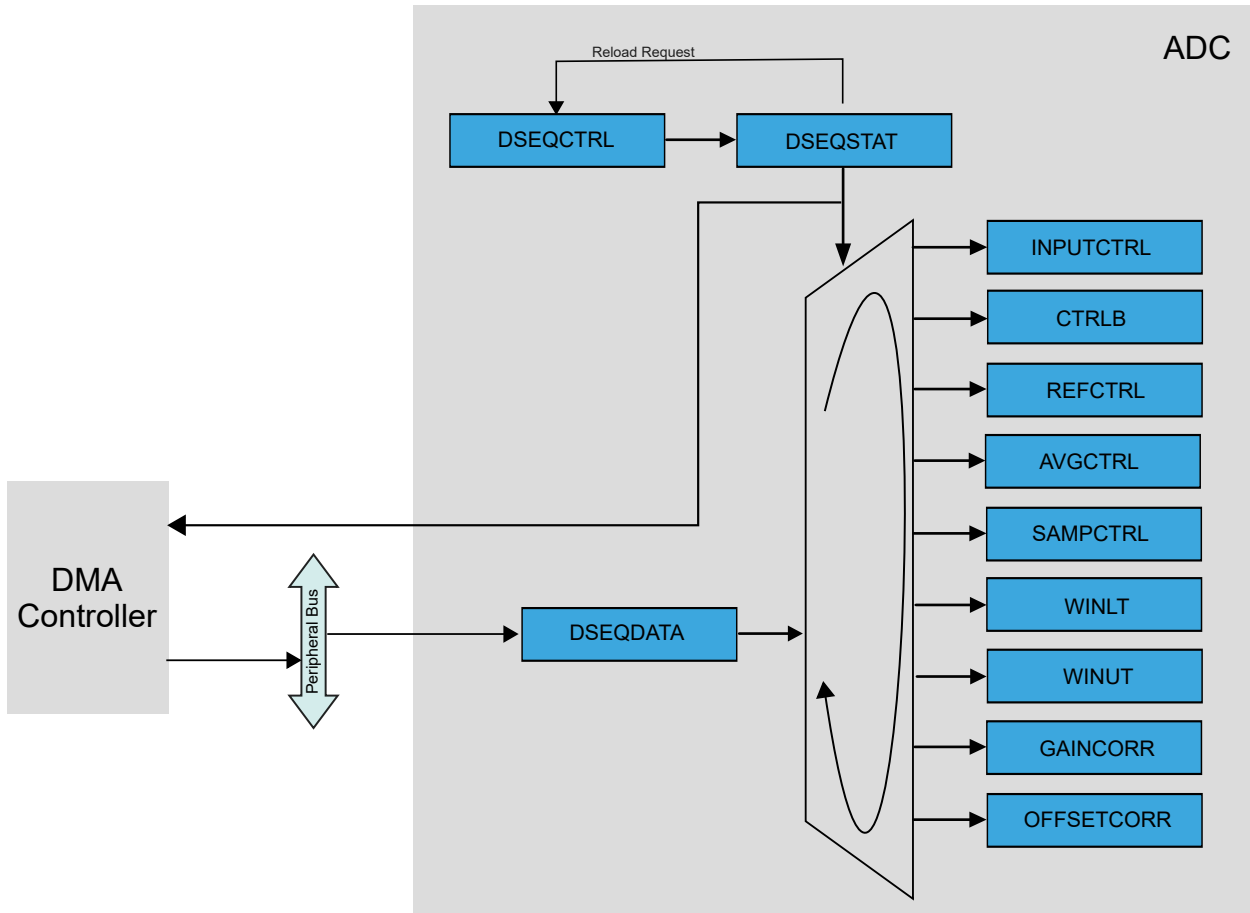 ADC
Reload Request
DSEQCTRL
DSEQSTAT
INPUTCTRL
CTRLB
REFCTRL
AVGCTRL
SAMPCTRL
WINLT
WINUT
GAINCORR
OFFSETCORR
DMA
Controller
Peripheral Bus
DSEQDATA